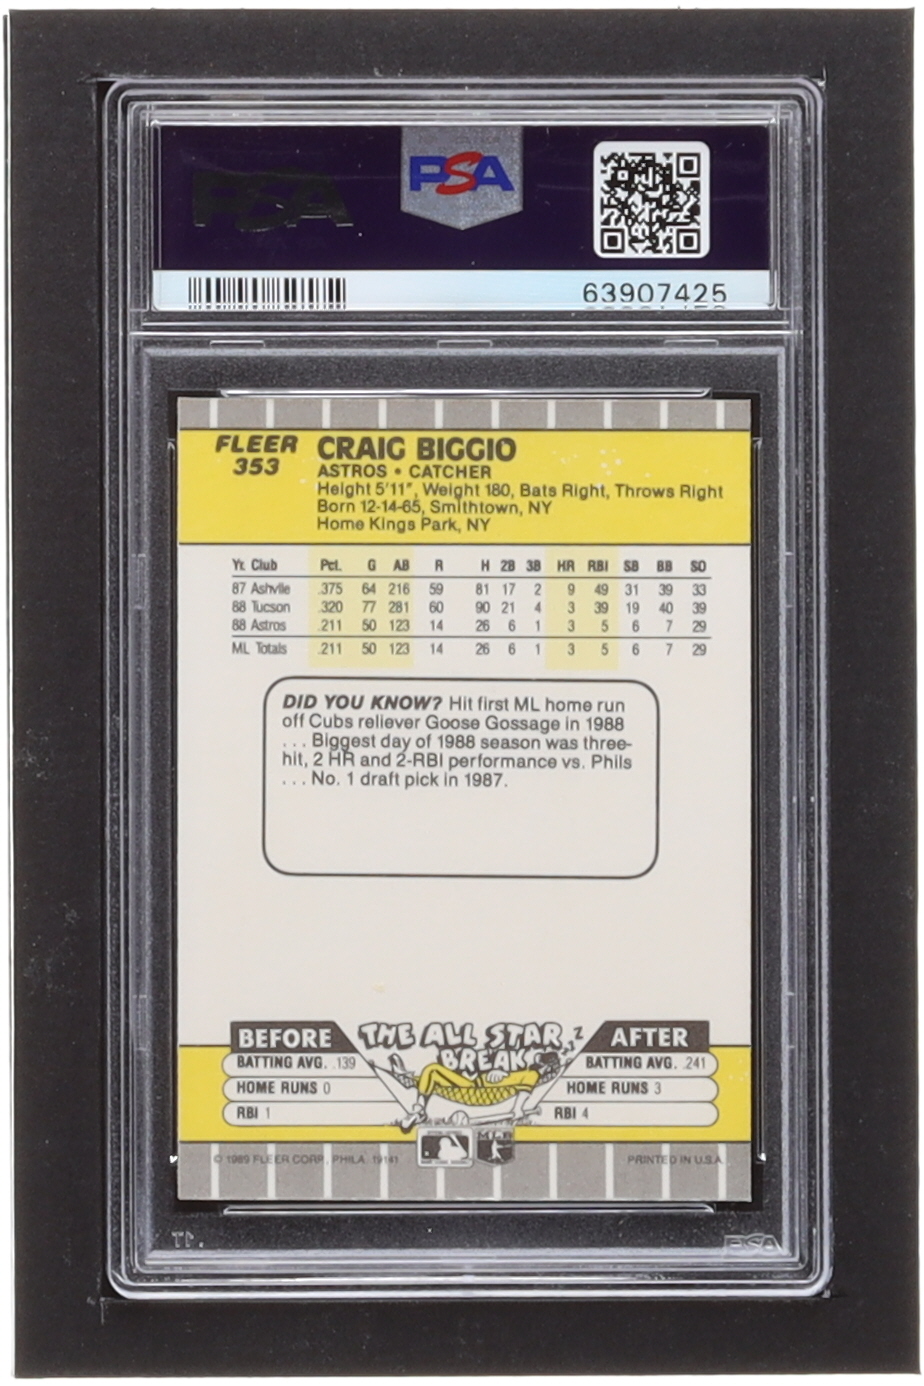 PSA
PSA
63907425
FLEER
353
CRAIG BIGGIO
ASTROS • CATCHER
Height 5'11", Weight 180, Bats Right, Throws Right
Born 12-14-65, Smithtown, NY
Home Kings Park, NY
Yr. Club Pct. G AB R H 2B 3B HR RBI SB BB SO
87 Ashvlle .375 64 216 59 81 17 2 9 49 31 39 33
88 Tucson .320 77 281 60 90 21 4 3 39 19 40 39
88 Astros .211 50 123 14 26 6 1 3 5 6 7 29
ML Totals .211 50 123 14 26 6 1 3 5 6 7 29
DID YOU KNOW? Hit first ML home run
off Cubs reliever Goose Gossage in 1988
... Biggest day of 1988 season was three-
hit, 2 HR and 2-RBI performance vs. Phils
... No. 1 draft pick in 1987.
BEFORE THE ALL STAR BREAK AFTER
BATTING AVG. .139 BATTING AVG. .241
HOME RUNS 0 HOME RUNS 3
RBI 1 RBI 4
MLB
© 1989 FLEER CORP. PHILA. 19141 PRINTED IN U.S.A.
PSA